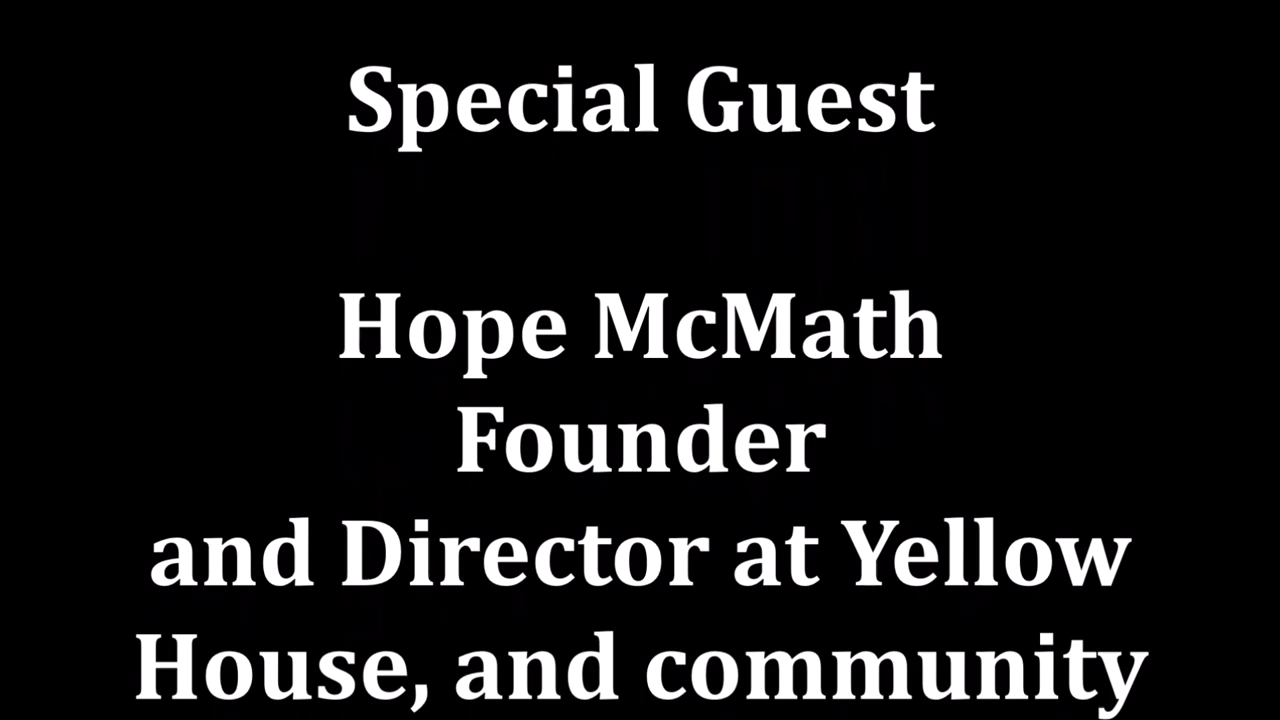 Special Guest
Hope McMath
Founder
and Director at Yellow
House, and community